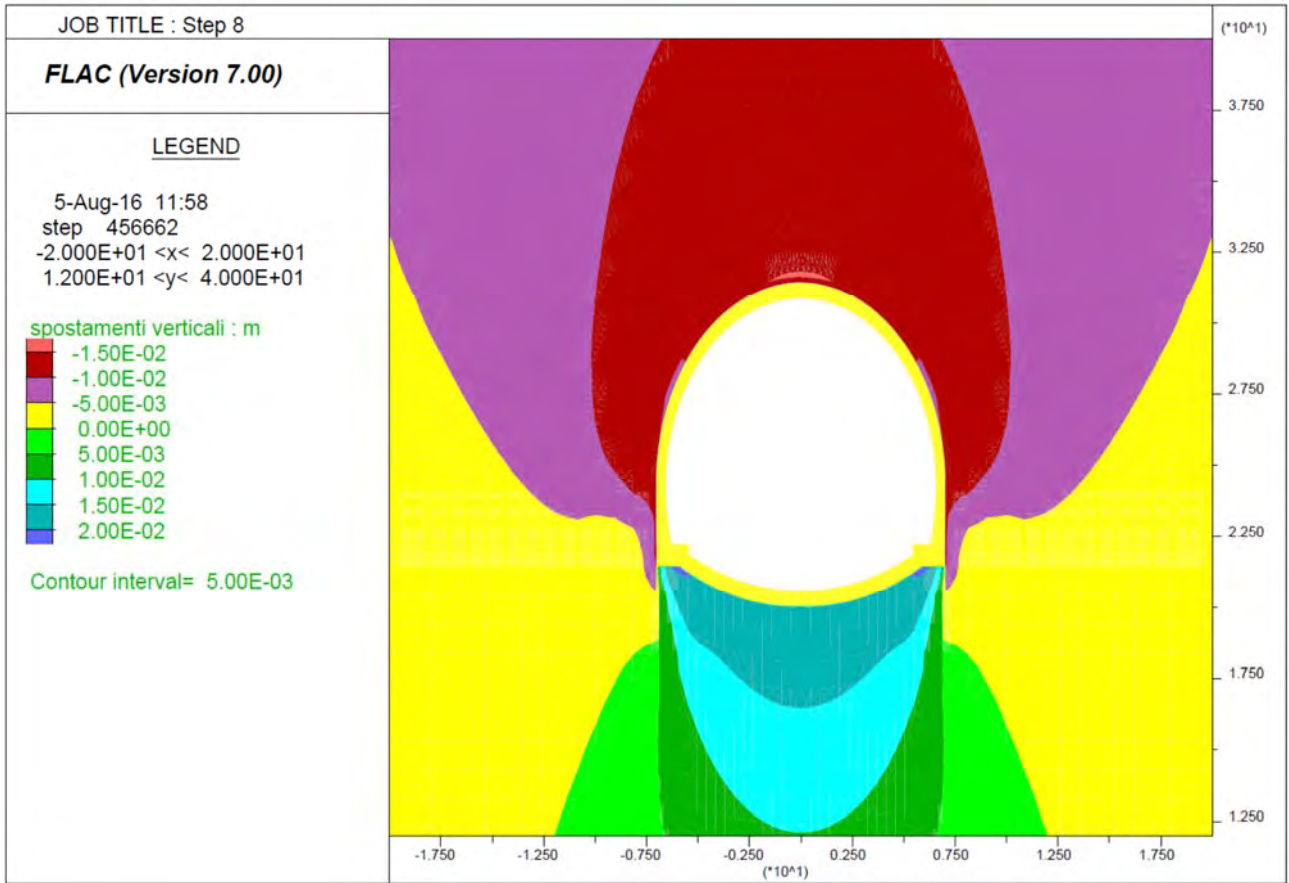 JOB TITLE : Step 8
FLAC (Version 7.00)
LEGEND
5-Aug-16 11:58
step 456662
-2.000E+01 <x< 2.000E+01
1.200E+01 <y< 4.000E+01
spostamenti verticali : m
-1.50E-02
-1.00E-02
-5.00E-03
0.00E+00
5.00E-03
1.00E-02
1.50E-02
2.00E-02
Contour interval= 5.00E-03
(*10^1)
3.750
3.250
2.750
2.250
1.750
1.250
-1.750 -1.250 -0.750 -0.250 0.250 0.750 1.250 1.750
(*10^1)